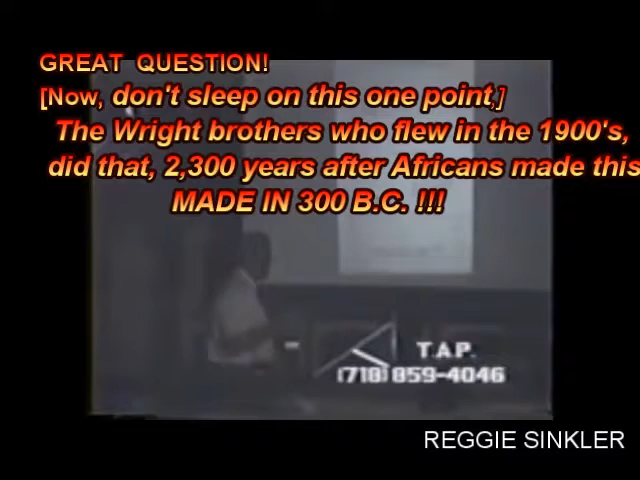 GREAT QUESTION!
[Now, don't sleep on this one point,]
The Wright brothers who flew in the 1900's,
did that, 2,300 years after Africans made this
MADE IN 300 B.C. !!!
T.A.P.
(718) 859-4046
REGGIE SINKLER